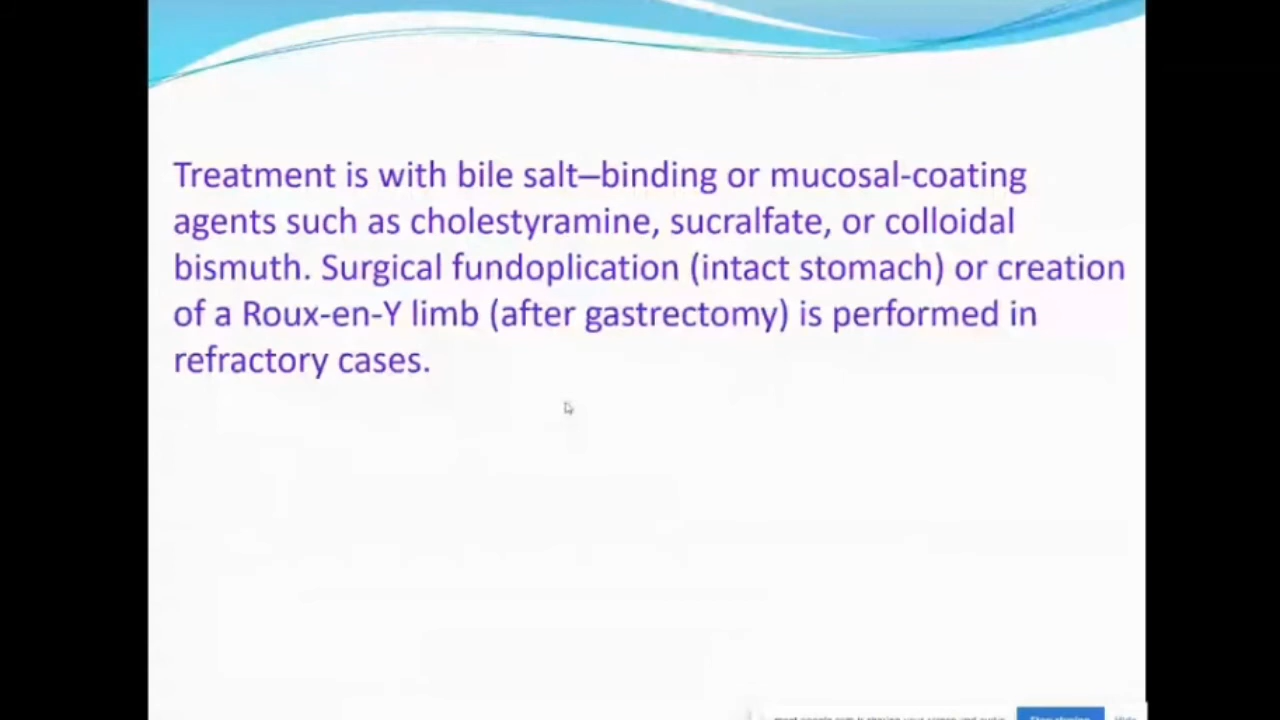 Treatment is with bile salt–binding or mucosal-coating
agents such as cholestyramine, sucralfate, or colloidal
bismuth. Surgical fundoplication (intact stomach) or creation
of a Roux-en-Y limb (after gastrectomy) is performed in
refractory cases.